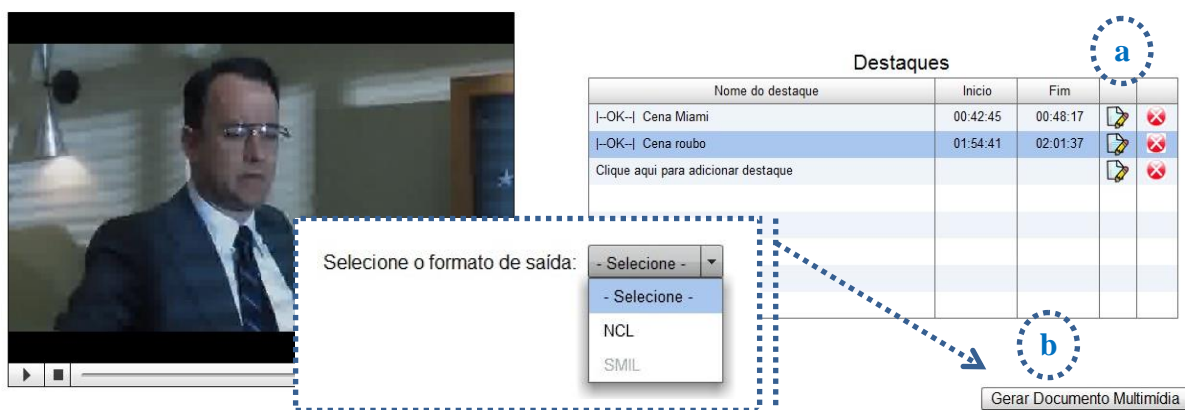 a
Destaques
Nome do destaque Inicio Fim
|--OK--| Cena Miami 00:42:45 00:48:17
|--OK--| Cena roubo 01:54:41 02:01:37
Clique aqui para adicionar destaque
Selecione o formato de saída: - Selecione -
- Selecione -
NCL
SMIL
b
Gerar Documento Multimídia